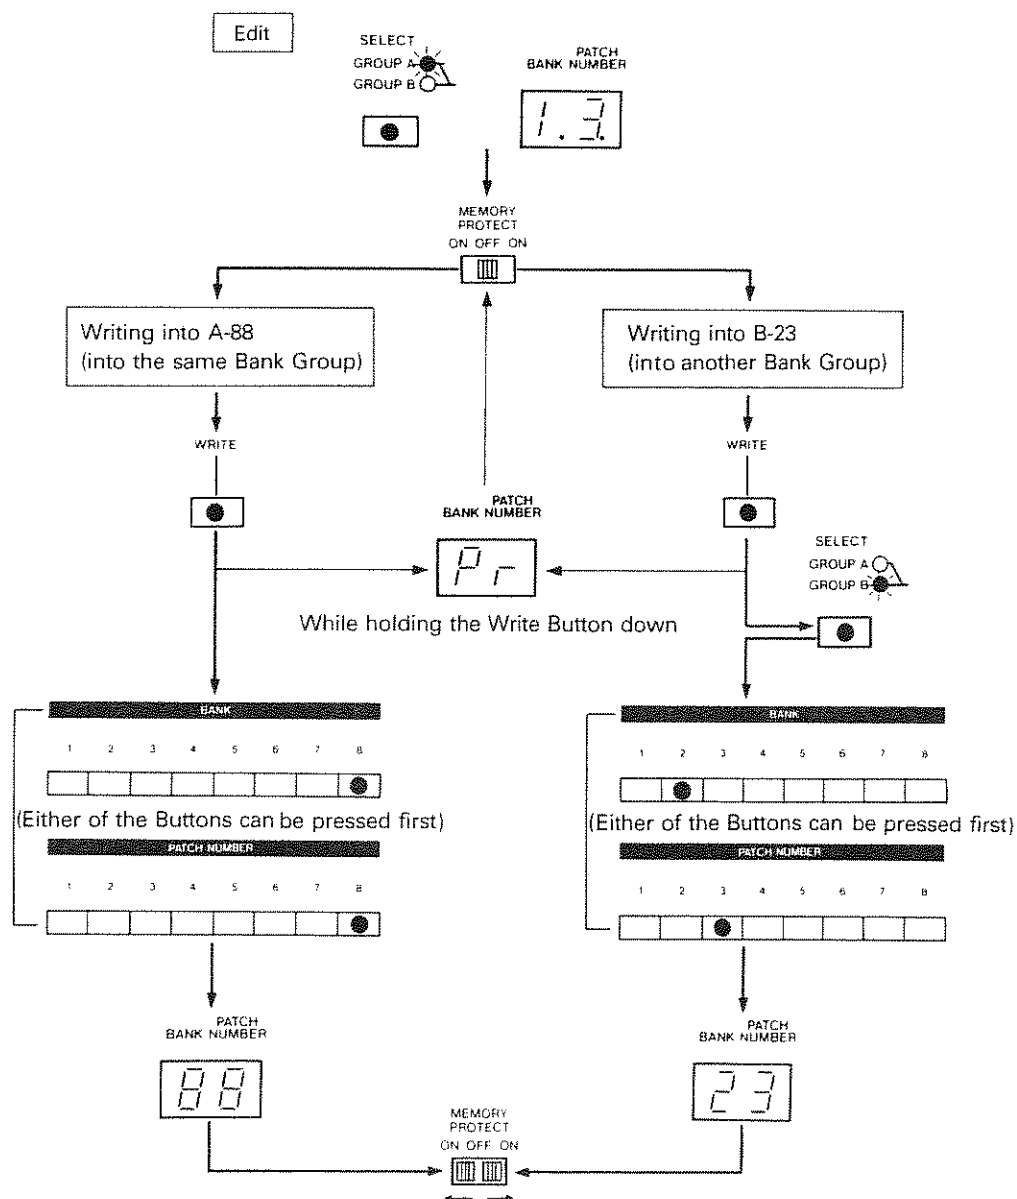 Edit
SELECT
GROUP A
GROUP B
PATCH
BANK NUMBER
1.3.
MEMORY
PROTECT
ON OFF ON
Writing into A-88
(into the same Bank Group)
Writing into B-23
(into another Bank Group)
WRITE
WRITE
PATCH
BANK NUMBER
Pr
SELECT
GROUP A
GROUP B
While holding the Write Button down
BANK
1 2 3 4 5 6 7 8
(Either of the Buttons can be pressed first)
PATCH NUMBER
1 2 3 4 5 6 7 8
BANK
1 2 3 4 5 6 7 8
(Either of the Buttons can be pressed first)
PATCH NUMBER
1 2 3 4 5 6 7 8
PATCH
BANK NUMBER
88
PATCH
BANK NUMBER
23
MEMORY
PROTECT
ON OFF ON